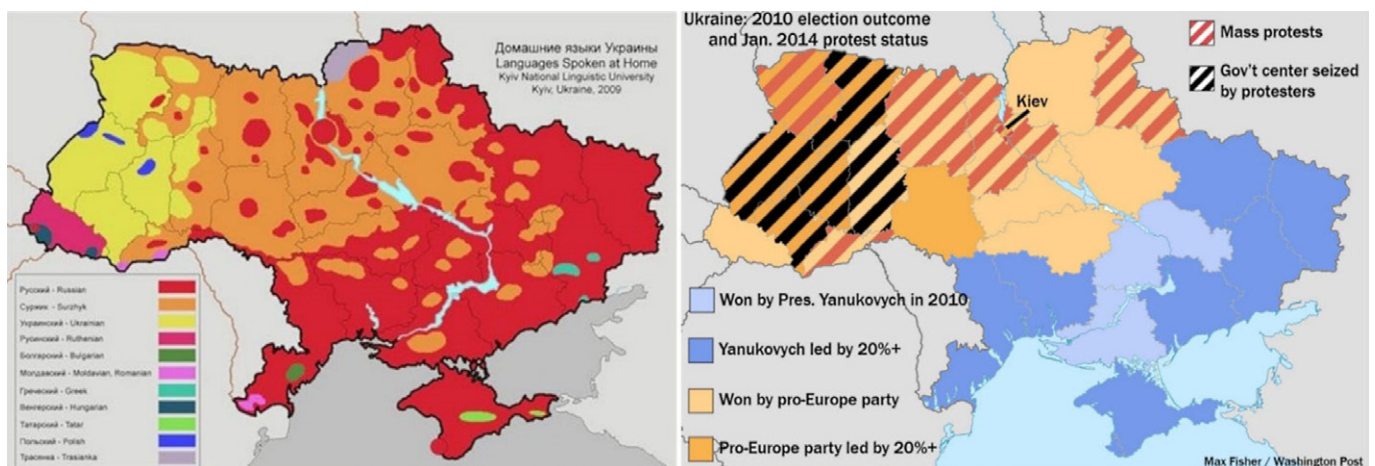 Домашние языки Украины
Languages Spoken at Home
Kyiv National Linguistic University
Kyiv, Ukraine, 2009
Русский - Russian
Суржик - Surzhyk
Украинский - Ukrainian
Русинский - Ruthenian
Болгарский - Bulgarian
Молдавский - Moldavian, Romanian
Греческий - Greek
Венгерский - Hungarian
Татарский - Tatar
Польский - Polish
Трасянка - Trasianka
Ukraine: 2010 election outcome
and Jan. 2014 protest status
Mass protests
Gov't center seized
by protesters
Kiev
Won by Pres. Yanukovych in 2010
Yanukovych led by 20%+
Won by pro-Europe party
Pro-Europe party led by 20%+
Max Fisher / Washington Post